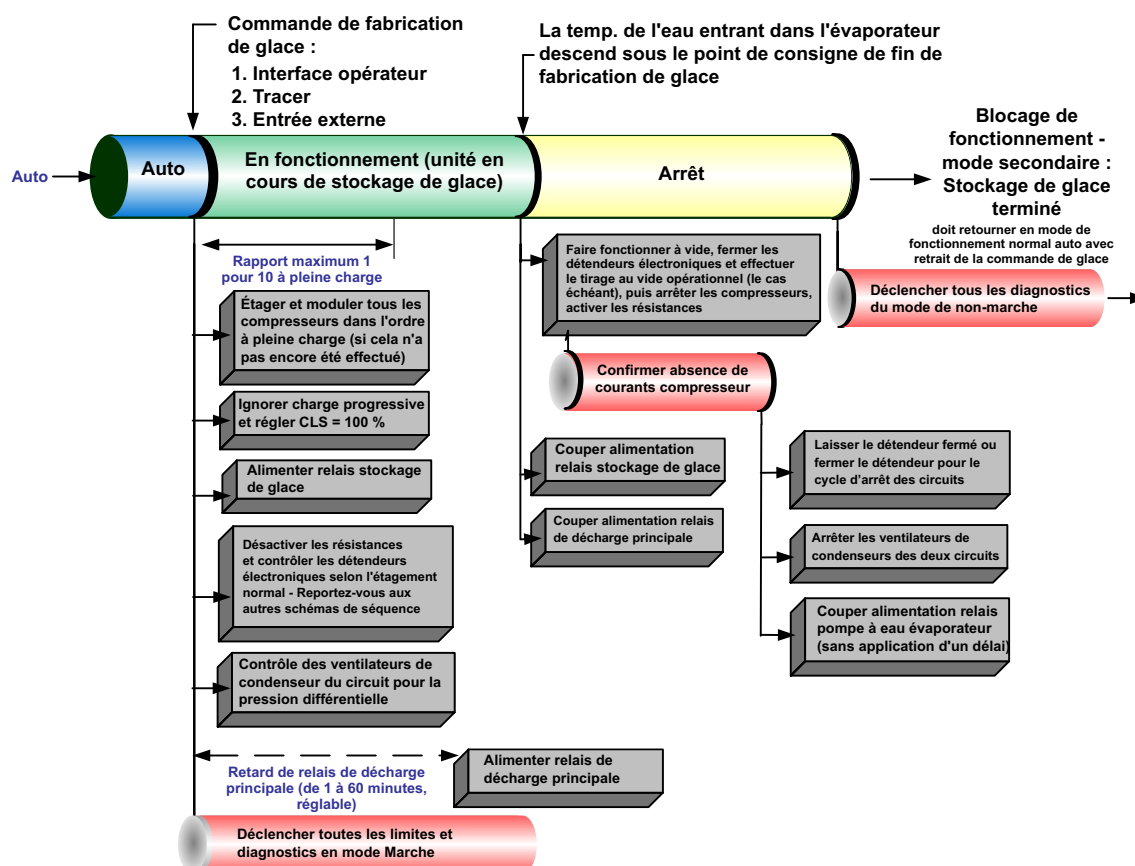 Commande de fabrication
de glace :
1. Interface opérateur
2. Tracer
3. Entrée externe
La temp. de l'eau entrant dans l'évaporateur
descend sous le point de consigne de fin de
fabrication de glace
Auto
Auto
En fonctionnement (unité en
cours de stockage de glace)
Arrêt
Blocage de
fonctionnement -
mode secondaire :
Stockage de glace
terminé
doit retourner en mode de
fonctionnement normal auto avec
retrait de la commande de glace
Rapport maximum 1
pour 10 à pleine charge
Étager et moduler tous les
compresseurs dans l'ordre
à pleine charge (si cela n'a
pas encore été effectué)
Ignorer charge progressive
et régler CLS = 100 %
Alimenter relais stockage
de glace
Désactiver les résistances
et contrôler les détendeurs
électroniques selon l'étagement
normal - Reportez-vous aux
autres schémas de séquence
Contrôle des ventilateurs de
condenseur du circuit pour la
pression différentielle
Retard de relais de décharge
principale (de 1 à 60 minutes,
réglable)
Alimenter relais de
décharge principale
Déclencher toutes les limites et
diagnostics en mode Marche
Faire fonctionner à vide, fermer les
détendeurs électroniques et effectuer
le tirage au vide opérationnel (le cas
échéant), puis arrêter les compresseurs,
activer les résistances
Confirmer absence de
courants compresseur
Couper alimentation
relais stockage de glace
Couper alimentation relais
de décharge principale
Déclencher tous les diagnostics
du mode de non-marche
Laisser le détendeur fermé ou
fermer le détendeur pour le
cycle d'arrêt des circuits
Arrêter les ventilateurs de
condenseurs des deux circuits
Couper alimentation relais
pompe à eau évaporateur
(sans application d'un délai)